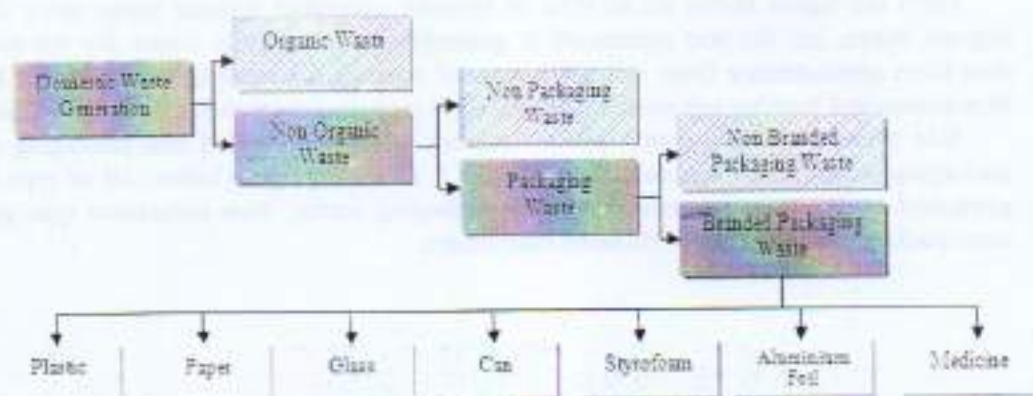 Organic Waste
Domestic Waste
Generation
Non Organic
Waste
Non Packaging
Waste
Packaging
Waste
Non Branded
Packaging Waste
Branded Packaging
Waste
Plastic
Paper
Glass
Can
Styrofoam
Aluminium
Foil
Medicine